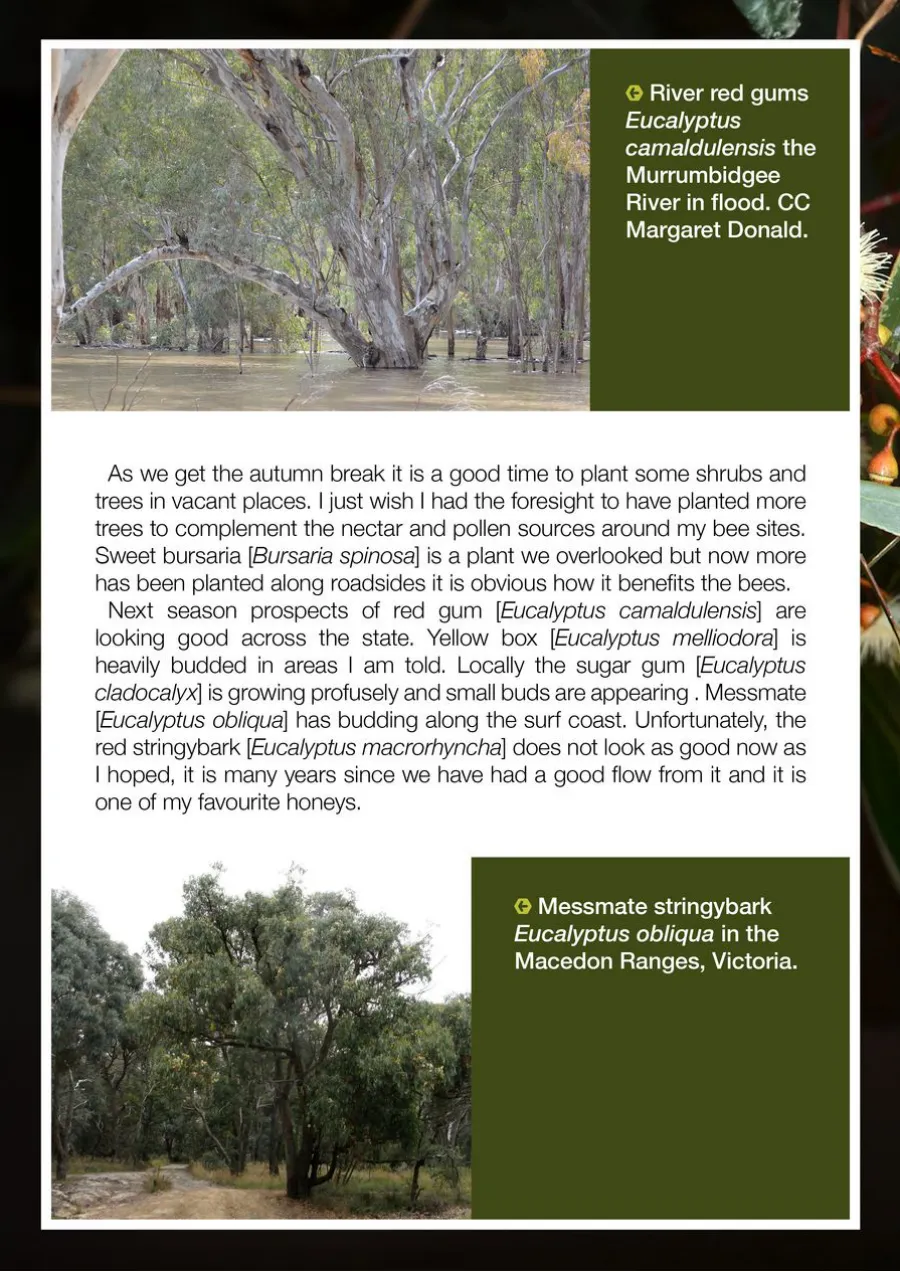 River red gums
Eucalyptus
camaldulensis the
Murrumbidgee
River in flood. CC
Margaret Donald.
As we get the autumn break it is a good time to plant some shrubs and
trees in vacant places. I just wish I had the foresight to have planted more
trees to complement the nectar and pollen sources around my bee sites.
Sweet bursaria [Bursaria spinosa] is a plant we overlooked but now more
has been planted along roadsides it is obvious how it benefits the bees.
Next season prospects of red gum [Eucalyptus camaldulensis] are
looking good across the state. Yellow box [Eucalyptus melliodora] is
heavily budded in areas I am told. Locally the sugar gum [Eucalyptus
cladocalyx] is growing profusely and small buds are appearing . Messmate
[Eucalyptus obliqua] has budding along the surf coast. Unfortunately, the
red stringybark [Eucalyptus macrorhyncha] does not look as good now as
I hoped, it is many years since we have had a good flow from it and it is
one of my favourite honeys.
Messmate stringybark
Eucalyptus obliqua in the
Macedon Ranges, Victoria.